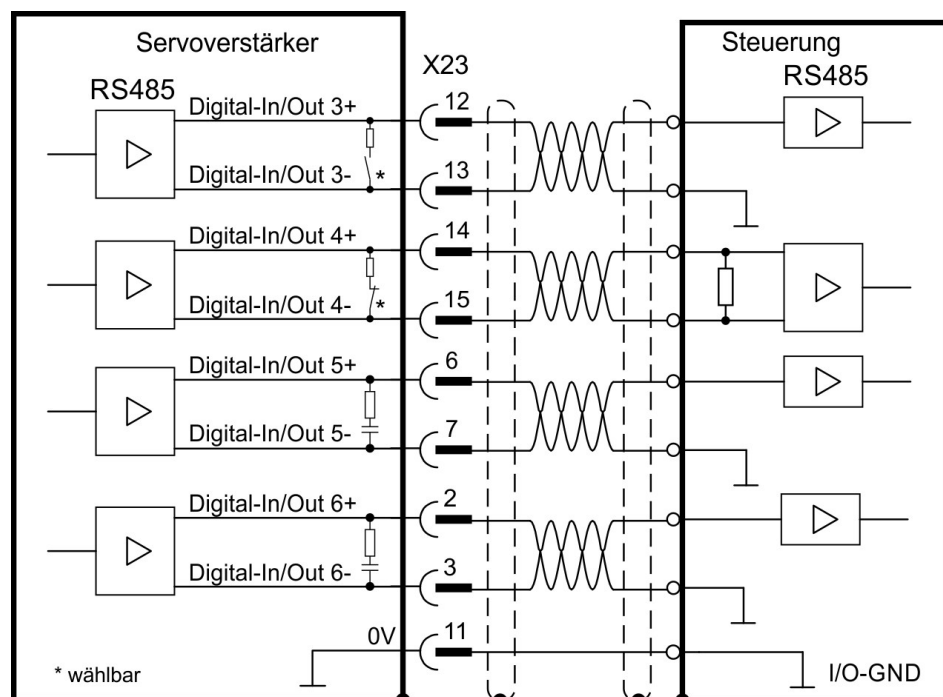 Servoverstärker
Steuerung
X23
RS485
RS485
Digital-In/Out 3+
12
Digital-In/Out 3-
*
13
Digital-In/Out 4+
14
Digital-In/Out 4-
*
15
Digital-In/Out 5+
6
Digital-In/Out 5-
7
Digital-In/Out 6+
2
Digital-In/Out 6-
3
0V
11
* wählbar
I/O-GND